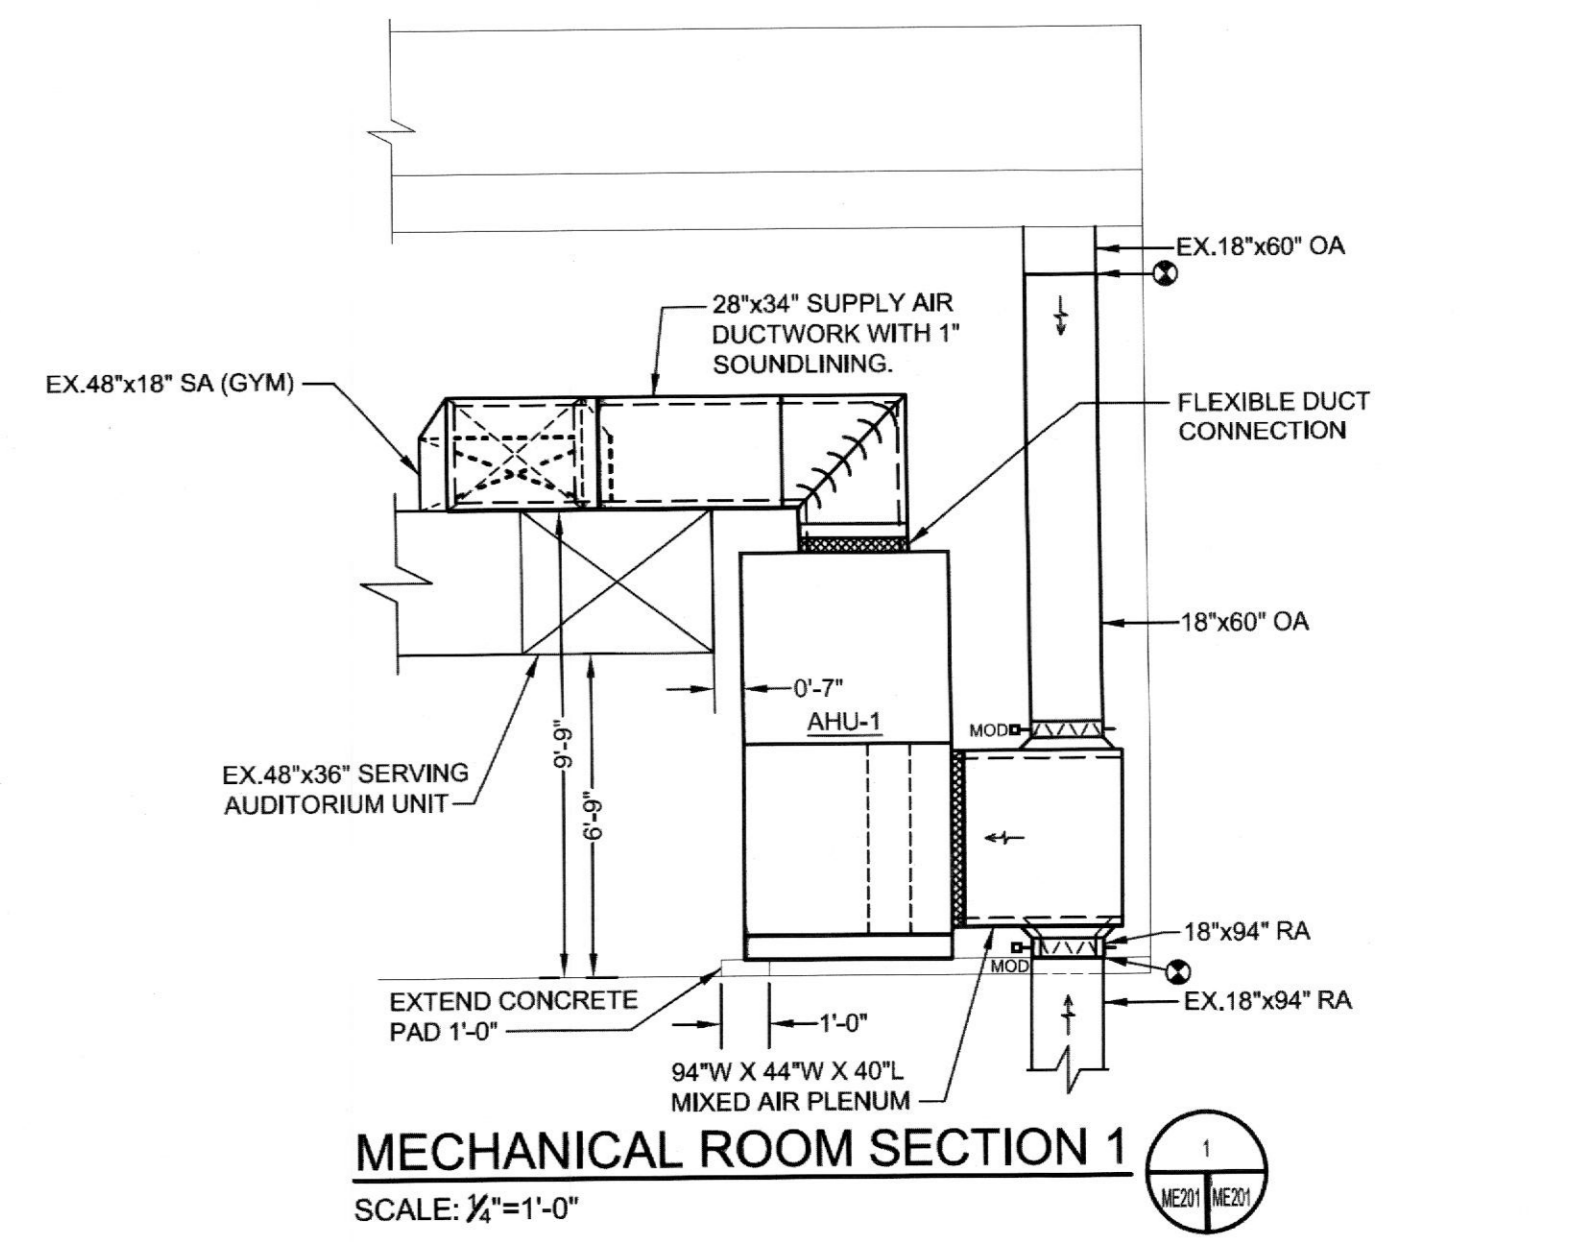 EX.18"x60" OA
28"x34" SUPPLY AIR
DUCTWORK WITH 1"
SOUNDLINING.
EX.48"x18" SA (GYM)
FLEXIBLE DUCT
CONNECTION
18"x60" OA
0'-7"
AHU-1
MOD
9'-9"
6'-9"
EX.48"x36" SERVING
AUDITORIUM UNIT
18"x94" RA
MOD
EX.18"x94" RA
EXTEND CONCRETE
PAD 1'-0"
1'-0"
94"W X 44"W X 40"L
MIXED AIR PLENUM
MECHANICAL ROOM SECTION 1
SCALE: 1/4"=1'-0"
1
ME201 ME201